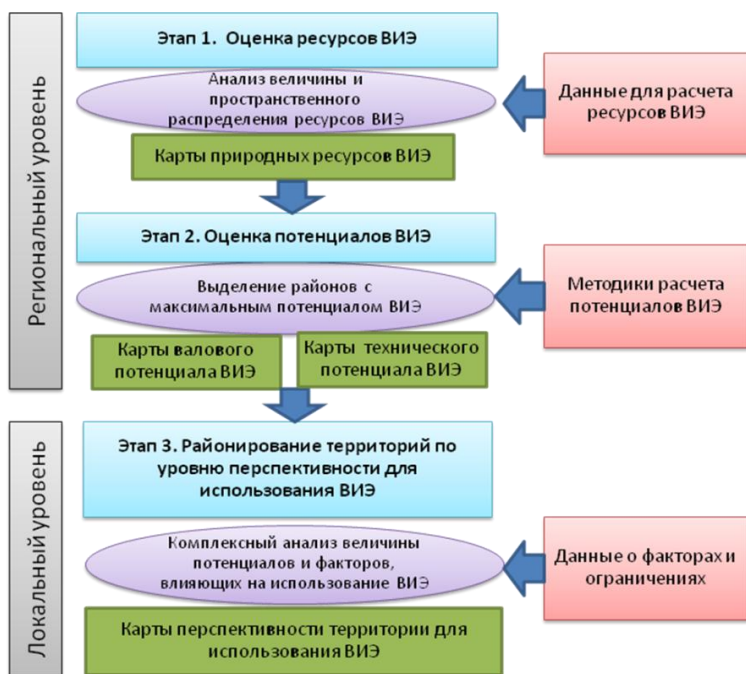 Региональный уровень
Этап 1. Оценка ресурсов ВИЭ
Анализ величины и
пространственного
распределения ресурсов ВИЭ
Данные для расчета
ресурсов ВИЭ
Карты природных ресурсов ВИЭ
Этап 2. Оценка потенциалов ВИЭ
Выделение районов с
максимальным потенциалом ВИЭ
Методики расчета
потенциалов ВИЭ
Карты валового
потенциала ВИЭ
Карты технического
потенциала ВИЭ
Локальный уровень
Этап 3. Районирование территорий по
уровню перспективности для
использования ВИЭ
Комплексный анализ величины
потенциалов и факторов,
влияющих на использование ВИЭ
Данные о факторах и
ограничениях
Карты перспективности территории для
использования ВИЭ